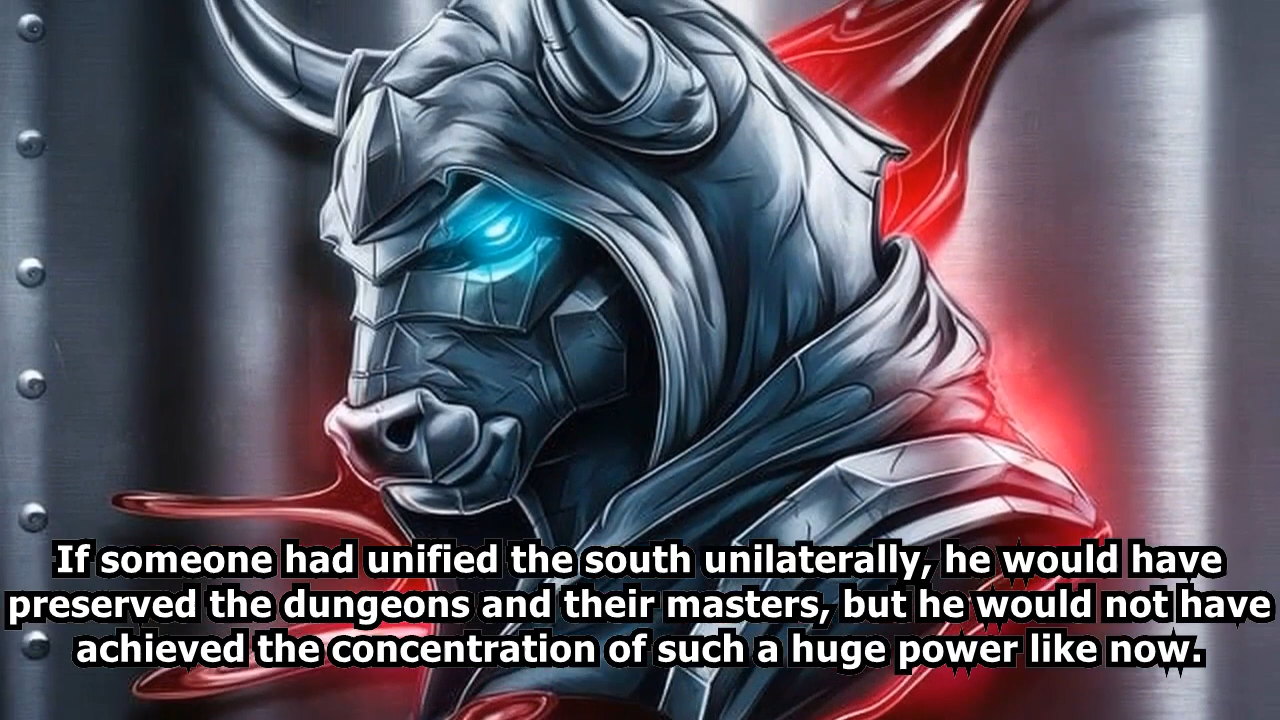 If someone had unified the south unilaterally, he would have
preserved the dungeons and their masters, but he would not have
achieved the concentration of such a huge power like now.